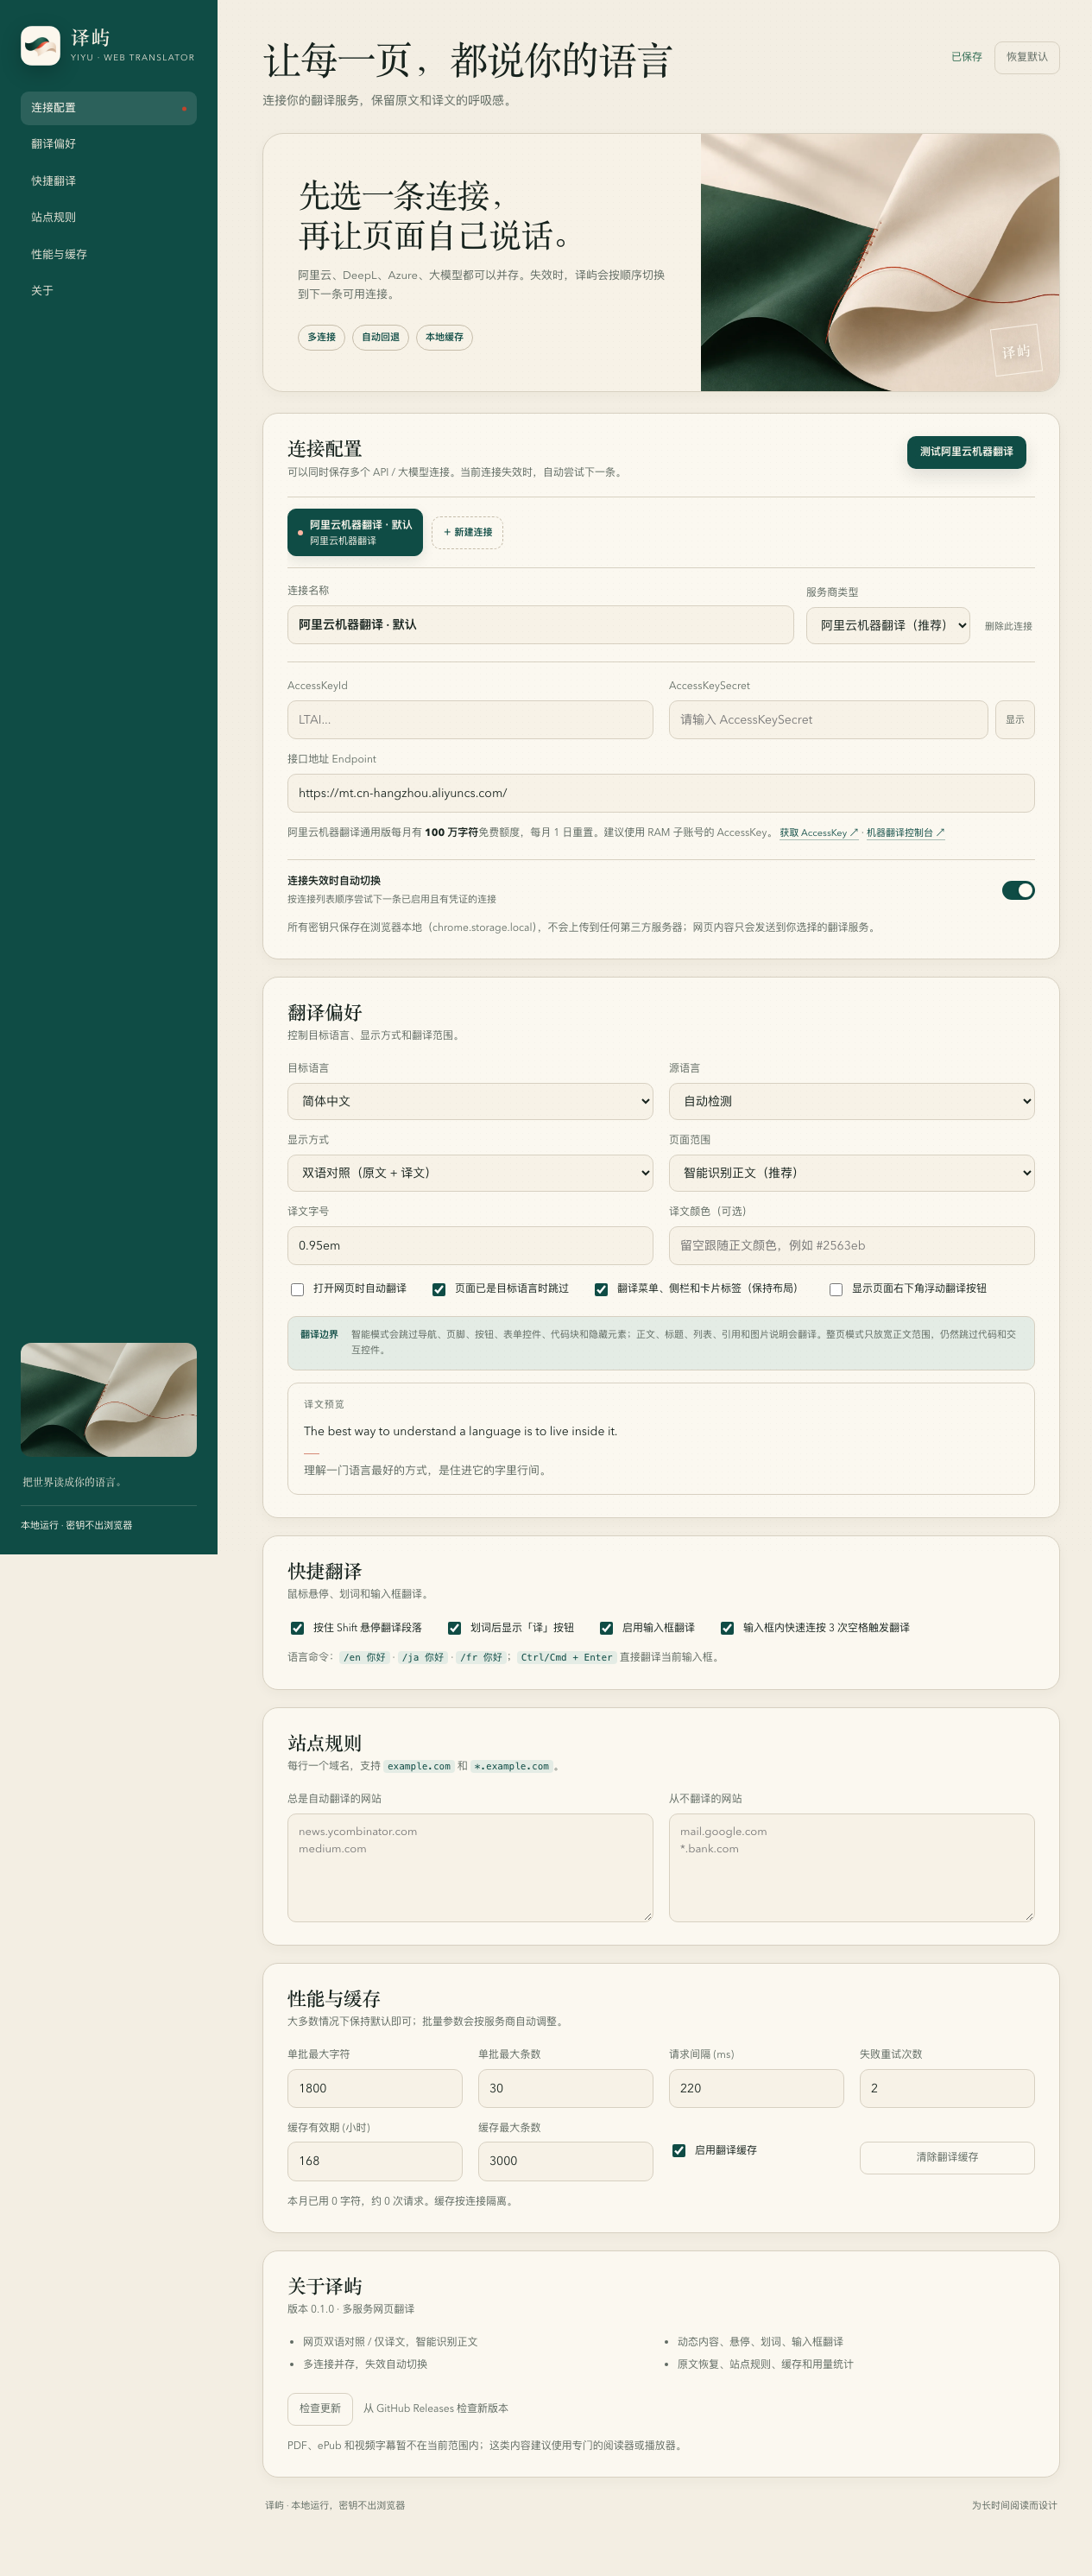 译屿
YIYU · WEB TRANSLATOR
连接配置
翻译偏好
快捷翻译
站点规则
性能与缓存
关于
把世界读成你的语言。
本地运行 · 密钥不出浏览器
让每一页，都说你的语言
连接你的翻译服务，保留原文和译文的呼吸感。
已保存
恢复默认
先选一条连接，
再让页面自己说话。
阿里云、DeepL、Azure、大模型都可以并存。失效时，译屿会按顺序切换
到下一条可用连接。
多连接
自动回退
本地缓存
译屿
连接配置
可以同时保存多个 API / 大模型连接。当前连接失效时，自动尝试下一条。
测试阿里云机器翻译
阿里云机器翻译 · 默认
阿里云机器翻译
＋ 新建连接
连接名称
服务商类型
阿里云机器翻译 · 默认
阿里云机器翻译（推荐）
删除此连接
AccessKeyId
AccessKeySecret
LTAI...
请输入 AccessKeySecret
显示
接口地址 Endpoint
https://mt.cn-hangzhou.aliyuncs.com/
阿里云机器翻译通用版每月有 100 万字符免费额度，每月 1 日重置。建议使用 RAM 子账号的 AccessKey。 获取 AccessKey ↗ · 机器翻译控制台 ↗
连接失效时自动切换
按连接列表顺序尝试下一条已启用且有凭证的连接
所有密钥只保存在浏览器本地（chrome.storage.local），不会上传到任何第三方服务器；网页内容只会发送到你选择的翻译服务。
翻译偏好
控制目标语言、显示方式和翻译范围。
目标语言
源语言
简体中文
自动检测
显示方式
页面范围
双语对照（原文 + 译文）
智能识别正文（推荐）
译文字号
译文颜色（可选）
0.95em
留空跟随正文颜色，例如 #2563eb
打开网页时自动翻译
页面已是目标语言时跳过
翻译菜单、侧栏和卡片标签（保持布局）
显示页面右下角浮动翻译按钮
翻译边界
智能模式会跳过导航、页脚、按钮、表单控件、代码块和隐藏元素；正文、标题、列表、引用和图片说明会翻译。整页模式只放宽正文范围，仍然跳过代码和交
互控件。
译文预览
The best way to understand a language is to live inside it.
理解一门语言最好的方式，是住进它的字里行间。
快捷翻译
鼠标悬停、划词和输入框翻译。
按住 Shift 悬停翻译段落
划词后显示「译」按钮
启用输入框翻译
输入框内快速连按 3 次空格触发翻译
语言命令： /en 你好 · /ja 你好 · /fr 你好 ； Ctrl/Cmd + Enter 直接翻译当前输入框。
站点规则
每行一个域名，支持 example.com 和 *.example.com 。
总是自动翻译的网站
从不翻译的网站
news.ycombinator.com
medium.com
mail.google.com
*.bank.com
性能与缓存
大多数情况下保持默认即可；批量参数会按服务商自动调整。
单批最大字符
单批最大条数
请求间隔 (ms)
失败重试次数
1800
30
220
2
缓存有效期 (小时)
缓存最大条数
168
3000
启用翻译缓存
清除翻译缓存
本月已用 0 字符，约 0 次请求。缓存按连接隔离。
关于译屿
版本 0.1.0 · 多服务网页翻译
网页双语对照 / 仅译文，智能识别正文
动态内容、悬停、划词、输入框翻译
多连接并存，失效自动切换
原文恢复、站点规则、缓存和用量统计
检查更新
从 GitHub Releases 检查新版本
PDF、ePub 和视频字幕暂不在当前范围内；这类内容建议使用专门的阅读器或播放器。
译屿 · 本地运行，密钥不出浏览器
为长时间阅读而设计